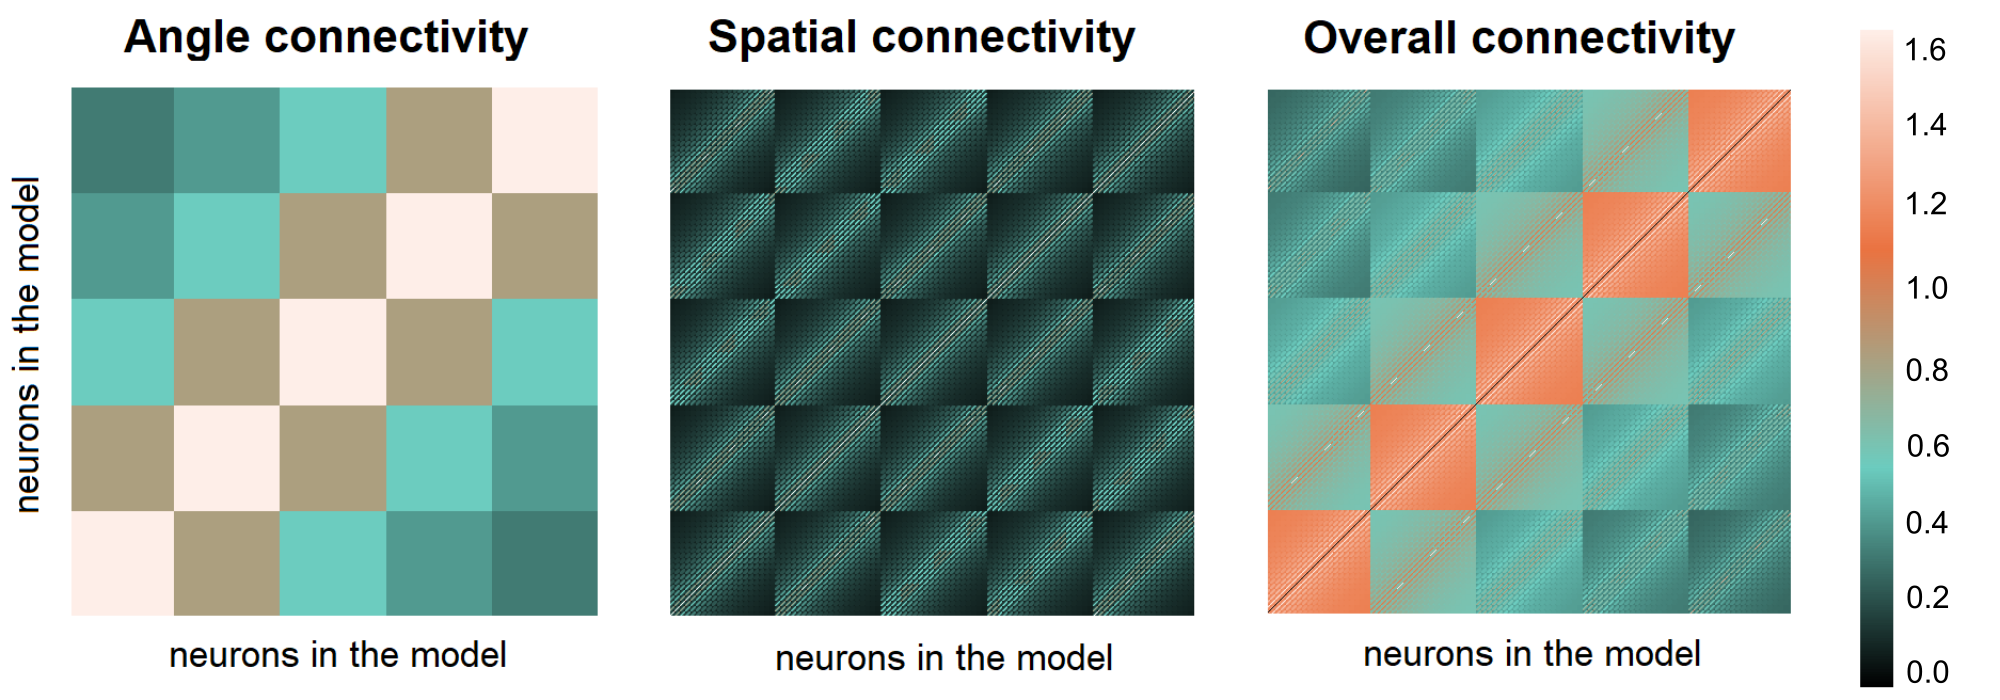 Angle connectivity
Spatial connectivity
Overall connectivity
neurons in the model
neurons in the model
neurons in the model
neurons in the model
1.6
1.4
1.2
1.0
0.8
0.6
0.4
0.2
0.0